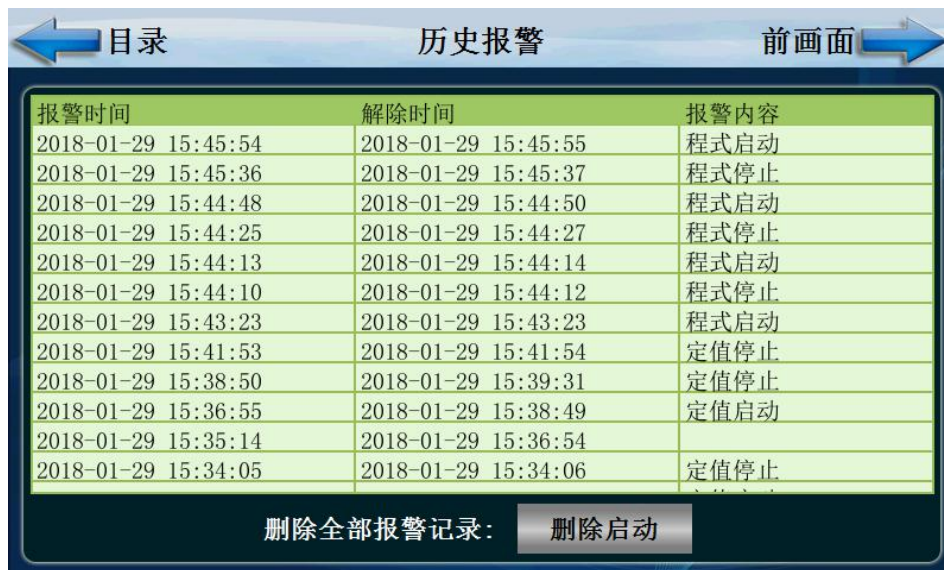 目录 历史报警 前画面
报警时间 解除时间 报警内容
2018-01-29 15:45:54 2018-01-29 15:45:55 程式启动
2018-01-29 15:45:36 2018-01-29 15:45:37 程式停止
2018-01-29 15:44:48 2018-01-29 15:44:50 程式启动
2018-01-29 15:44:25 2018-01-29 15:44:27 程式停止
2018-01-29 15:44:13 2018-01-29 15:44:14 程式启动
2018-01-29 15:44:10 2018-01-29 15:44:12 程式停止
2018-01-29 15:43:23 2018-01-29 15:43:23 程式启动
2018-01-29 15:41:53 2018-01-29 15:41:54 定值停止
2018-01-29 15:38:50 2018-01-29 15:39:31 定值停止
2018-01-29 15:36:55 2018-01-29 15:38:49 定值启动
2018-01-29 15:35:14 2018-01-29 15:36:54
2018-01-29 15:34:05 2018-01-29 15:34:06 定值停止
删除全部报警记录: 删除启动